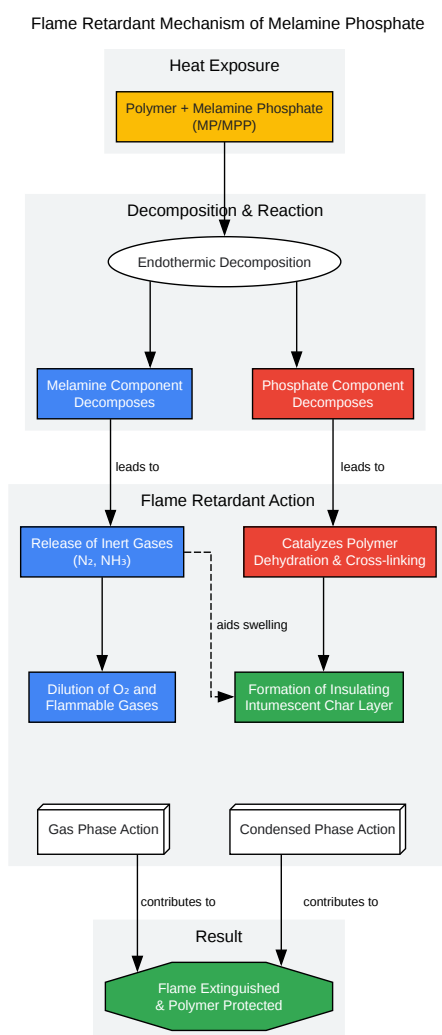 Flame Retardant Mechanism of Melamine Phosphate
Heat Exposure
Polymer + Melamine Phosphate
(MP/MPP)
Decomposition & Reaction
Endothermic Decomposition
Melamine Component
Decomposes
Phosphate Component
Decomposes
leads to
leads to
Flame Retardant Action
Release of Inert Gases
(N₂, NH₃)
Catalyzes Polymer
Dehydration & Cross-linking
aids swelling
Dilution of O₂ and
Flammable Gases
Formation of Insulating
Intumescent Char Layer
Gas Phase Action
Condensed Phase Action
contributes to
contributes to
Result
Flame Extinguished
& Polymer Protected